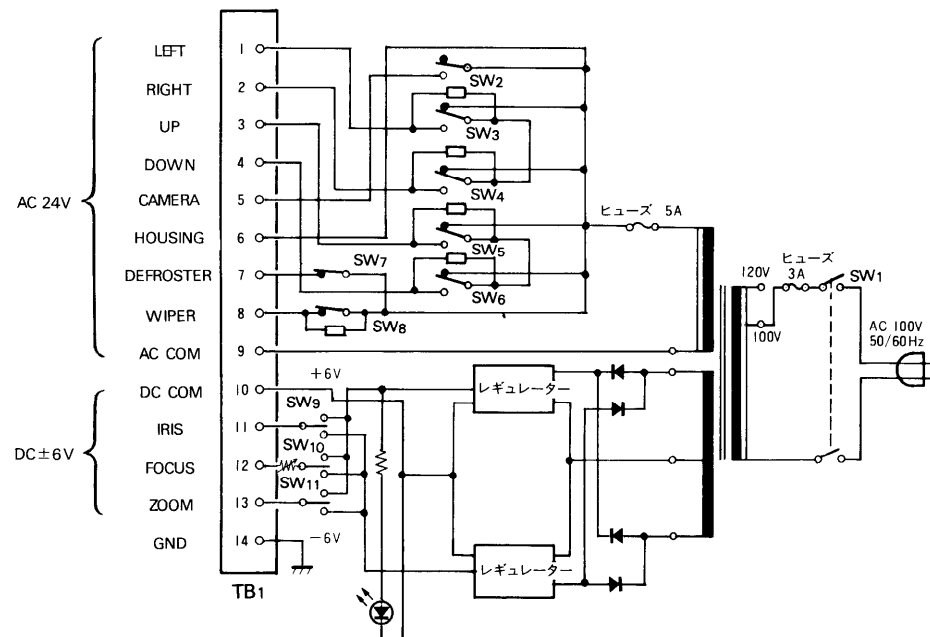 AC 24V
LEFT 1
RIGHT 2
UP 3
DOWN 4
CAMERA 5
HOUSING 6
DEFROSTER 7
WIPER 8
AC COM 9
DC±6V
DC COM 10
IRIS 11
FOCUS 12
ZOOM 13
GND 14
TB1
SW2
SW3
SW4
SW5
SW6
SW7
SW8
+6V
SW9
SW10
SW11
−6V
レギュレーター
レギュレーター
ヒューズ 5A
120V
100V
ヒューズ
3A
SW1
AC 100V
50/60Hz